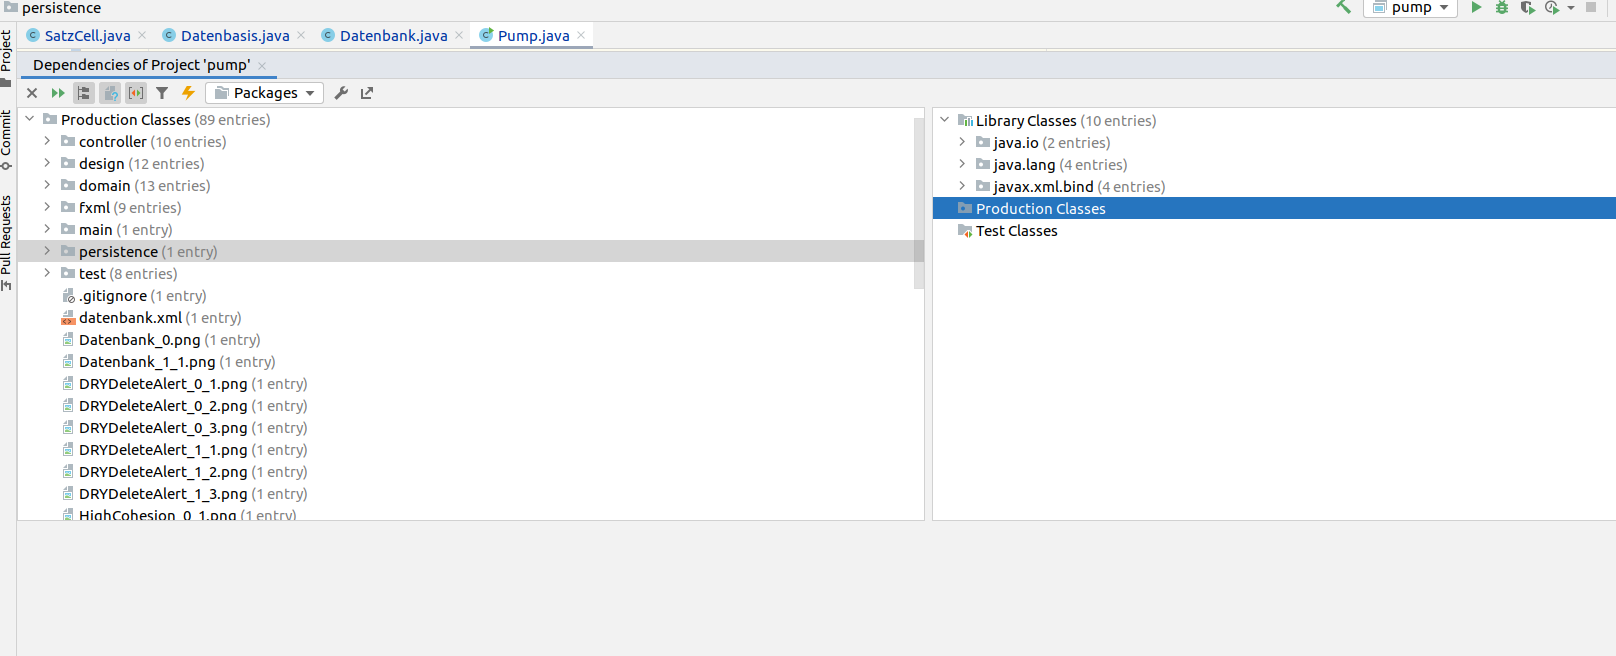 persistence
pump
SatzCell.java
Datenbasis.java
Datenbank.java
Pump.java
Project
Commit
Pull Requests
Dependencies of Project 'pump'
Packages
Production Classes (89 entries)
controller (10 entries)
design (12 entries)
domain (13 entries)
fxml (9 entries)
main (1 entry)
persistence (1 entry)
test (8 entries)
.gitignore (1 entry)
datenbank.xml (1 entry)
Datenbank_0.png (1 entry)
Datenbank_1_1.png (1 entry)
DRYDeleteAlert_0_1.png (1 entry)
DRYDeleteAlert_0_2.png (1 entry)
DRYDeleteAlert_0_3.png (1 entry)
DRYDeleteAlert_1_1.png (1 entry)
DRYDeleteAlert_1_2.png (1 entry)
DRYDeleteAlert_1_3.png (1 entry)
HighCohesion_0_1.png (1 entry)
Library Classes (10 entries)
java.io (2 entries)
java.lang (4 entries)
javax.xml.bind (4 entries)
Production Classes
Test Classes